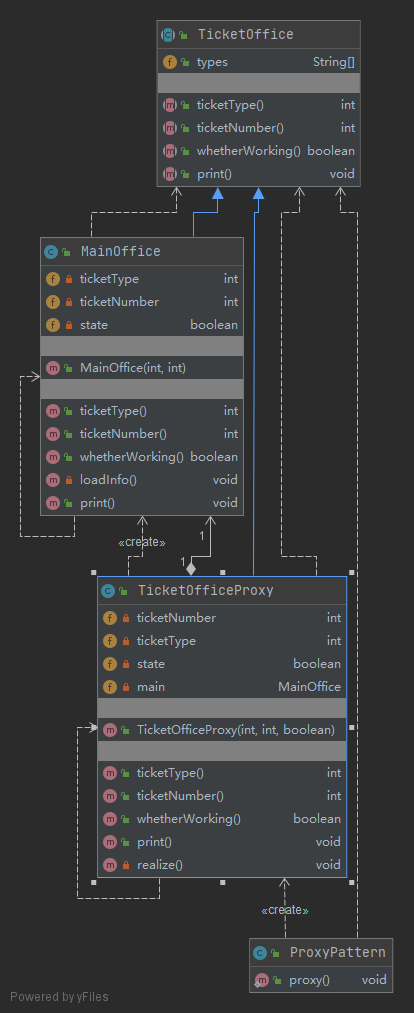 TicketOffice
types String[]
ticketType() int
ticketNumber() int
whetherWorking() boolean
print() void
MainOffice
ticketType int
ticketNumber int
state boolean
MainOffice(int, int)
ticketType() int
ticketNumber() int
whetherWorking() boolean
loadInfo() void
print() void
1
«create»
1
TicketOfficeProxy
ticketNumber int
ticketType int
state boolean
main MainOffice
TicketOfficeProxy(int, int, boolean)
ticketType() int
ticketNumber() int
whetherWorking() boolean
print() void
realize() void
«create»
ProxyPattern
proxy() void
Powered by yFiles